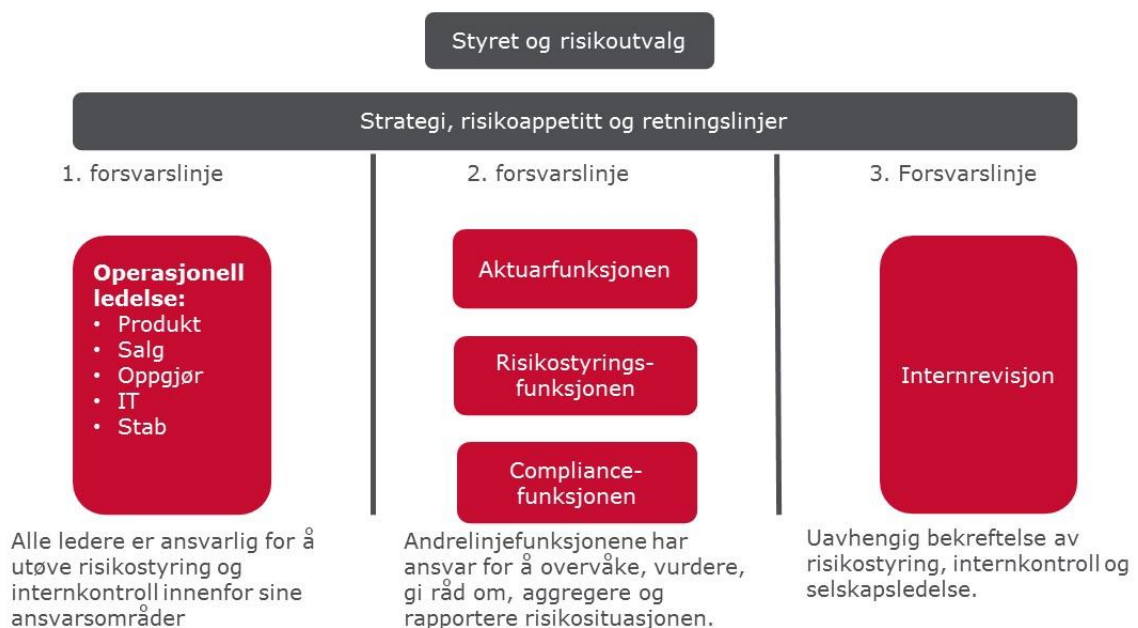 Styret og risikoutvalg
Strategi, risikoappetitt og retningslinjer
1. forsvarslinje
Operasjonell
ledelse:
• Produkt
• Salg
• Oppgjør
• IT
• Stab
Alle ledere er ansvarlig for å
utøve risikostyring og
internkontroll innenfor sine
ansvarsområder
2. forsvarslinje
Aktuarfunksjonen
Risikostyrings-
funksjonen
Compliance-
funksjonen
Andrelinjefunksjonene har
ansvar for å overvåke, vurdere,
gi råd om, aggregere og
rapportere risikosituasjonen.
3. Forsvarslinje
Internrevisjon
Uavhengig bekreftelse av
risikostyring, internkontroll og
selskapsledelse.